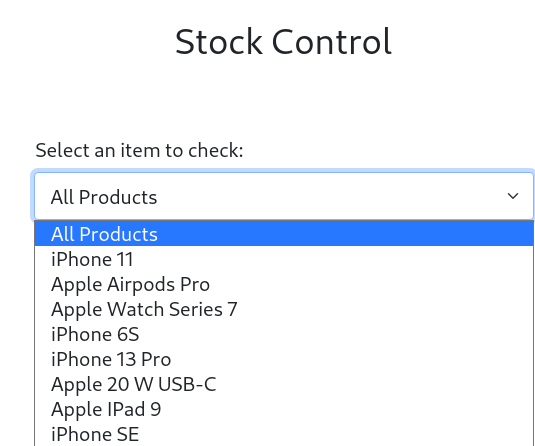 Stock Control
Select an item to check:
All Products
All Products
iPhone 11
Apple Airpods Pro
Apple Watch Series 7
iPhone 6S
iPhone 13 Pro
Apple 20 W USB-C
Apple IPad 9
iPhone SE